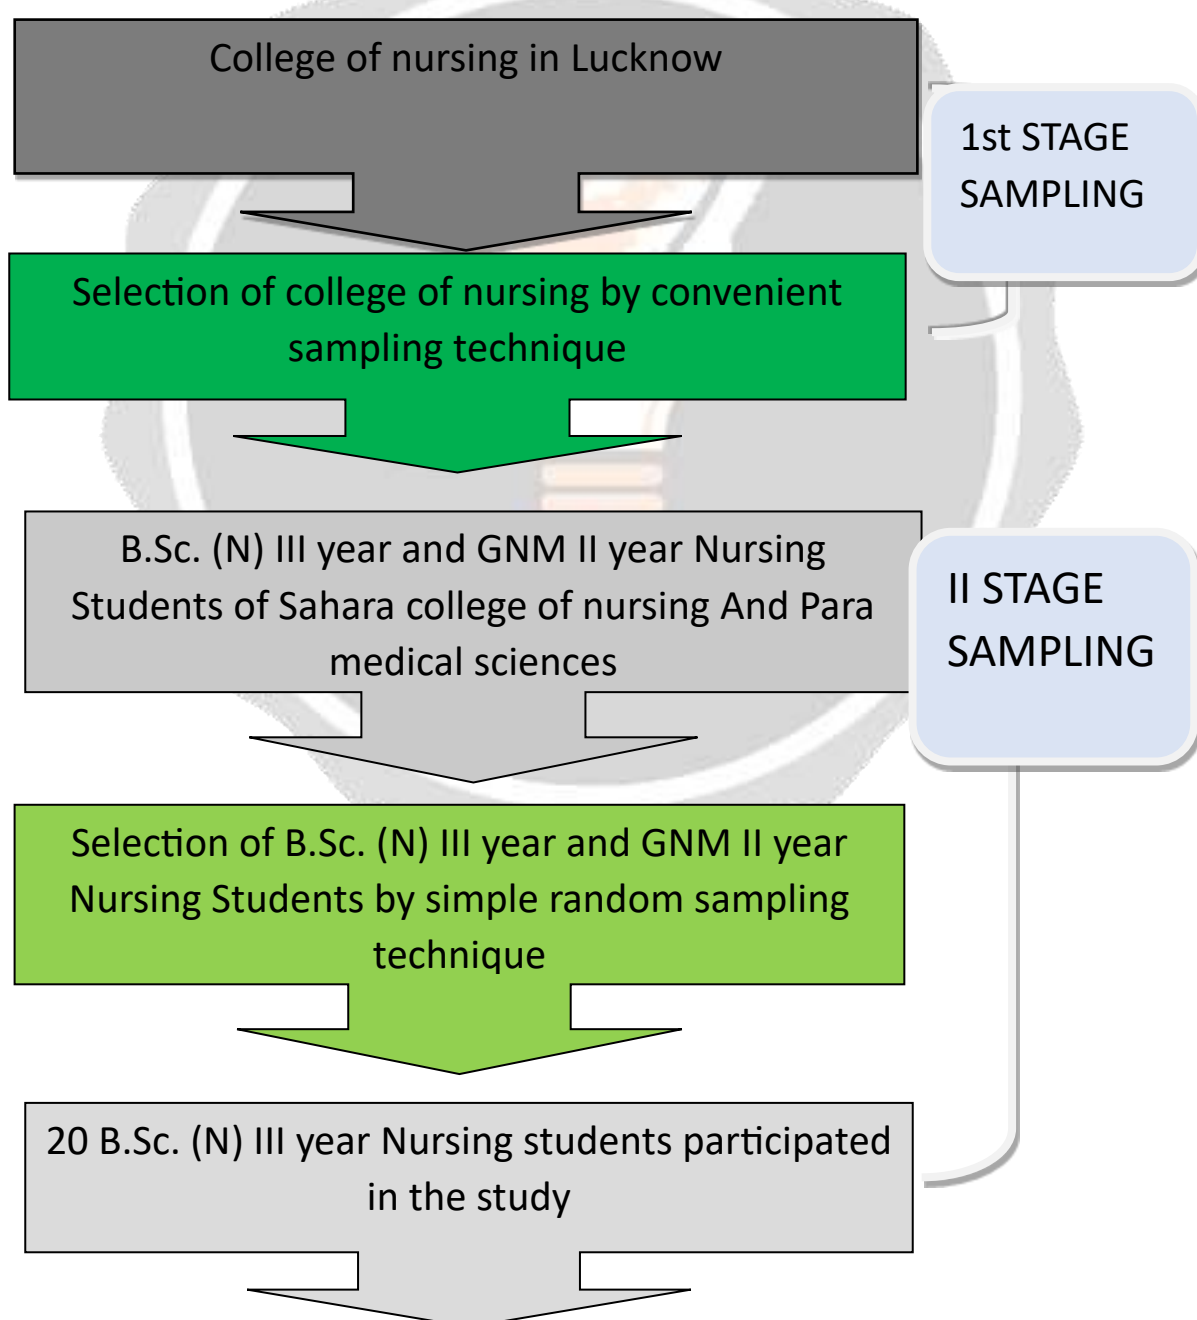 College of nursing in Lucknow
1st STAGE
SAMPLING
Selection of college of nursing by convenient
sampling technique
B.Sc. (N) III year and GNM II year Nursing
Students of Sahara college of nursing And Para
medical sciences
II STAGE
SAMPLING
Selection of B.Sc. (N) III year and GNM II year
Nursing Students by simple random sampling
technique
20 B.Sc. (N) III year Nursing students participated
in the study